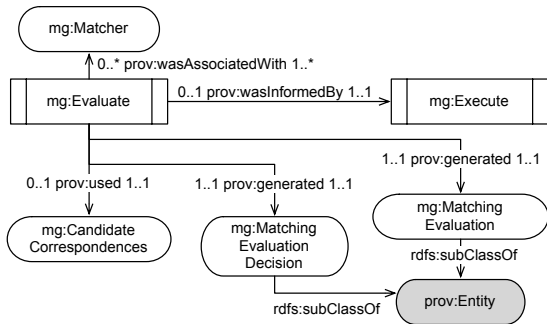 mg:Matcher
0..* prov:wasAssociatedWith 1..*
mg:Evaluate
0..1 prov:wasInformedBy 1..1
mg:Execute
0..1 prov:used 1..1
1..1 prov:generated 1..1
1..1 prov:generated 1..1
mg:Candidate
Correspondences
mg:Matching
Evaluation
Decision
mg:Matching
Evaluation
rdfs:subClassOf
rdfs:subClassOf
prov:Entity